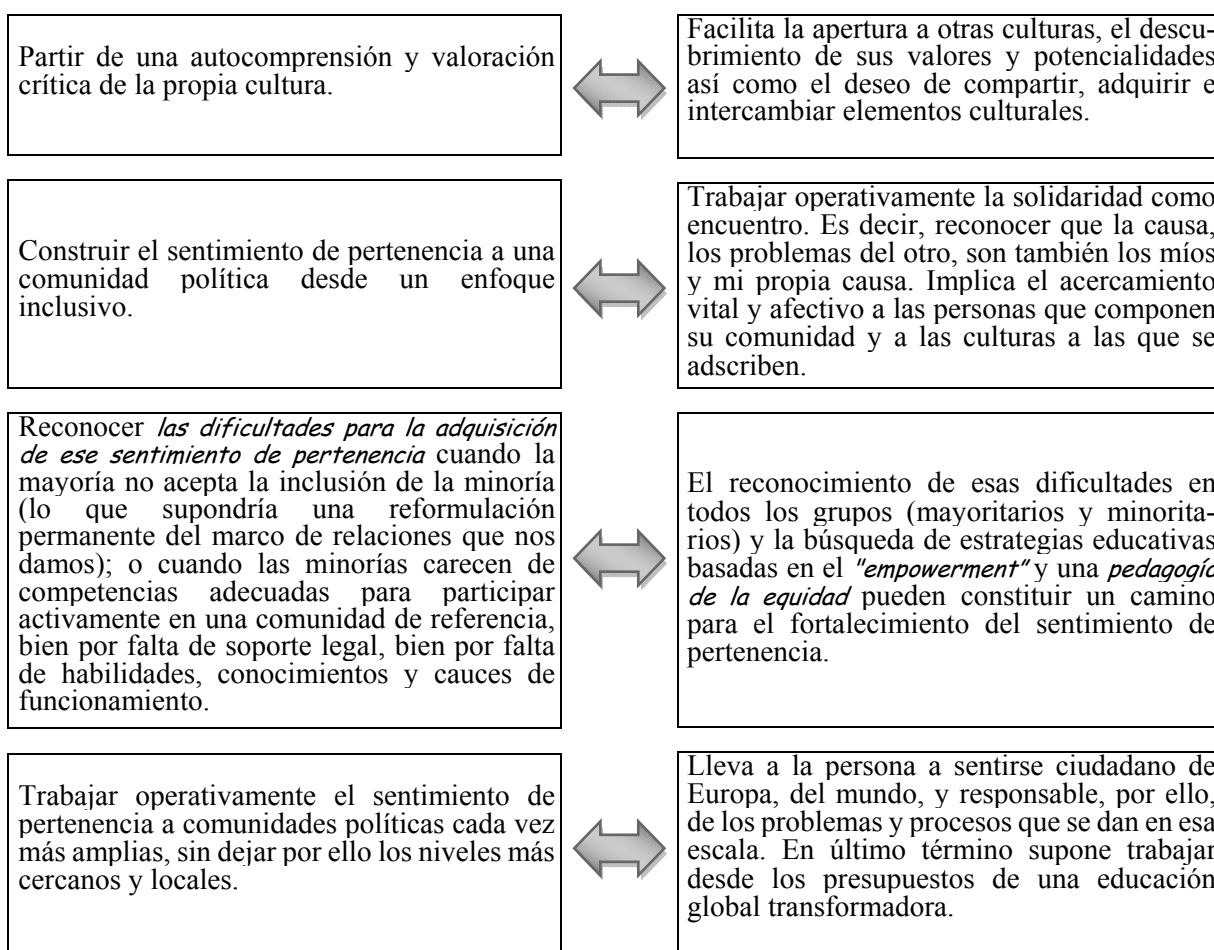 Partir de una autocomprensión y valoración
crítica de la propia cultura.
Facilita la apertura a otras culturas, el descu-
brimiento de sus valores y potencialidades
así como el deseo de compartir, adquirir e
intercambiar elementos culturales.
Construir el sentimiento de pertenencia a una
comunidad política desde un enfoque
inclusivo.
Trabajar operativamente la solidaridad como
encuentro. Es decir, reconocer que la causa,
los problemas del otro, son también los míos
y mi propia causa. Implica el acercamiento
vital y afectivo a las personas que componen
su comunidad y a las culturas a las que se
adscriben.
Reconocer las dificultades para la adquisición
de ese sentimiento de pertenencia cuando la
mayoría no acepta la inclusión de la minoría
(lo que supondría una reformulación
permanente del marco de relaciones que nos
damos); o cuando las minorías carecen de
competencias adecuadas para participar
activamente en una comunidad de referencia,
bien por falta de soporte legal, bien por falta
de habilidades, conocimientos y cauces de
funcionamiento.
El reconocimiento de esas dificultades en
todos los grupos (mayoritarios y minorita-
rios) y la búsqueda de estrategias educativas
basadas en el "empowerment" y una pedagogía
de la equidad pueden constituir un camino
para el fortalecimiento del sentimiento de
pertenencia.
Trabajar operativamente el sentimiento de
pertenencia a comunidades políticas cada vez
más amplias, sin dejar por ello los niveles más
cercanos y locales.
Lleva a la persona a sentirse ciudadano de
Europa, del mundo, y responsable, por ello,
de los problemas y procesos que se dan en esa
escala. En último término supone trabajar
desde los presupuestos de una educación
global transformadora.